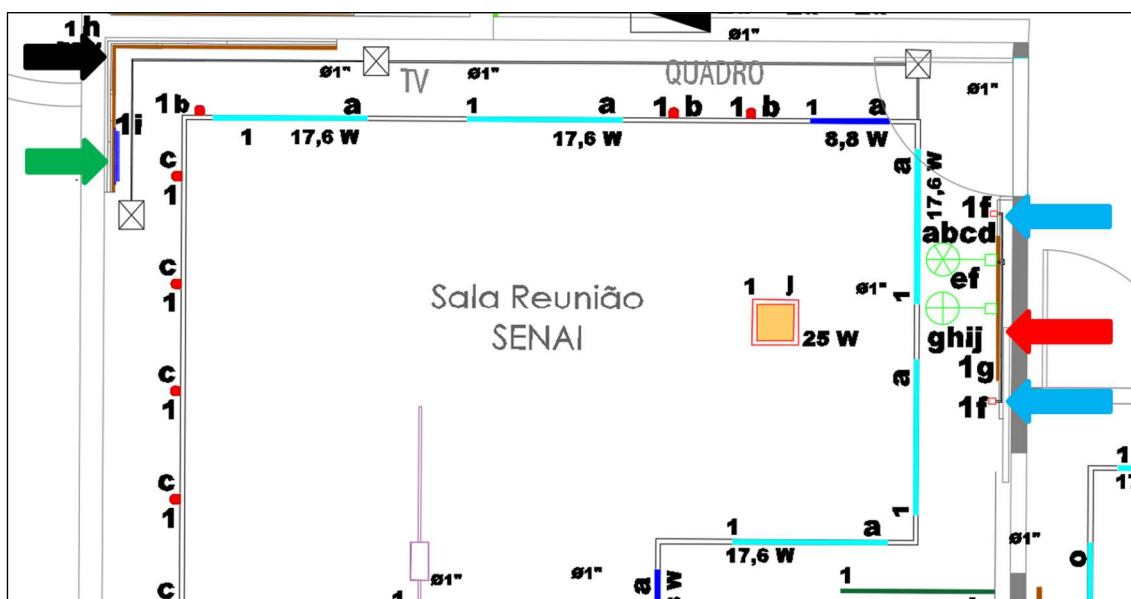 1h
ø1"
ø1"
TV
ø1"
QUADRO
ø1"
1b
a
1
a
1 b
1 b
1
a
1i
1
17,6 W
17,6 W
8,8 W
c
1
a
17,6 W
1f
abcd
c
1
ef
Sala Reunião
SENAI
1 j
ø1"
1
25 W
ghij
c
1
a
1g
1f
c
1
1
1
a
1
17,6 W
ø1"
o
c
ø1"
ø1"
a
1
1